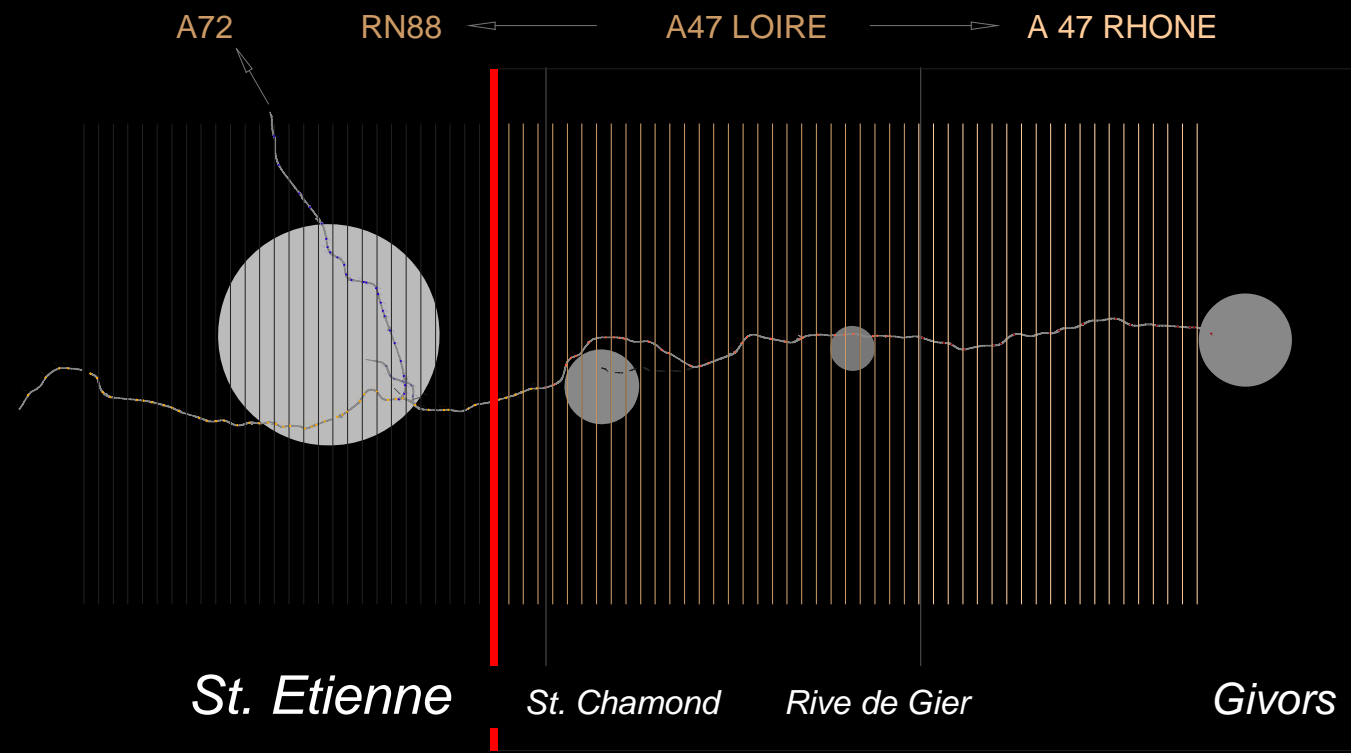 A72 RN88 A47 LOIRE A 47 RHONE
St. Etienne St. Chamond Rive de Gier Givors